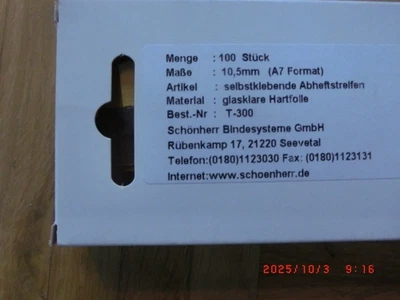 Menge : 100 Stück
Maße : 10,5mm (A7 Format)
Artikel : selbstklebende Abheftstreifen
Material : glasklare Hartfolie
Best.-Nr : T-300
Schönherr Bindesysteme GmbH
Rübenkamp 17, 21220 Seevetal
Telefon:(0180)1123030 Fax: (0180)1123131
Internet:www.schoenherr.de
2025/10/3 9:16